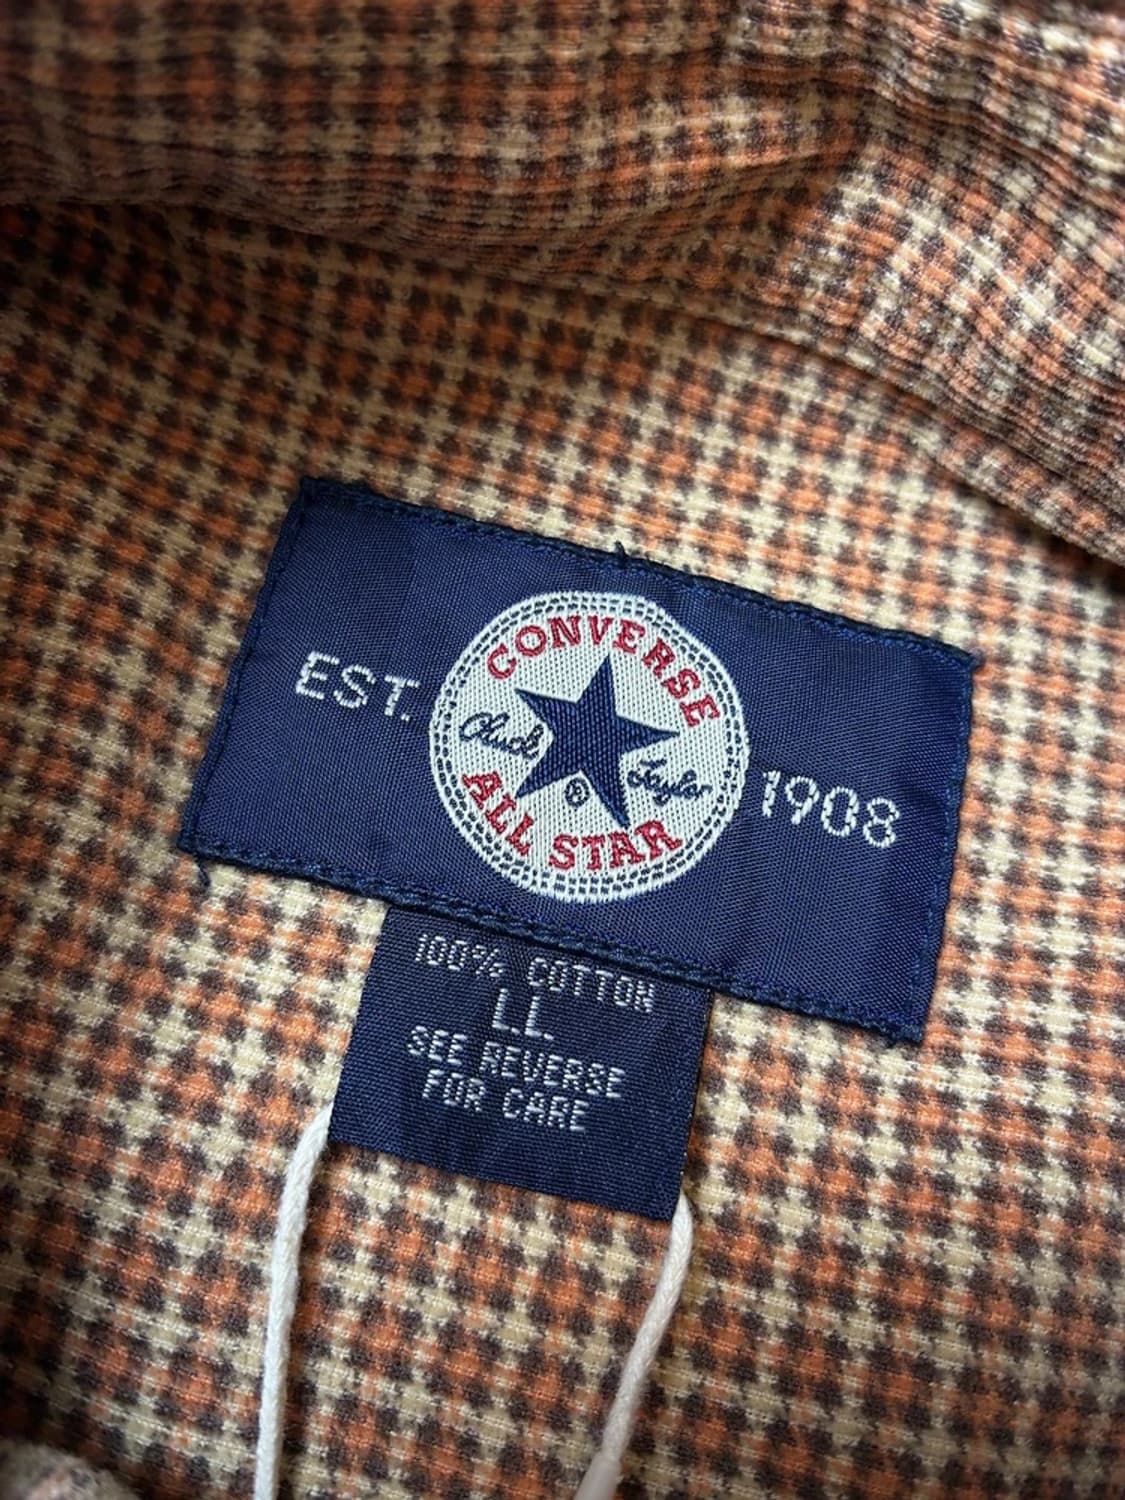 EST.
CONVERSE
Chuck Taylor
®
ALL STAR
1908
100% COTTON
LL
SEE REVERSE
FOR CARE